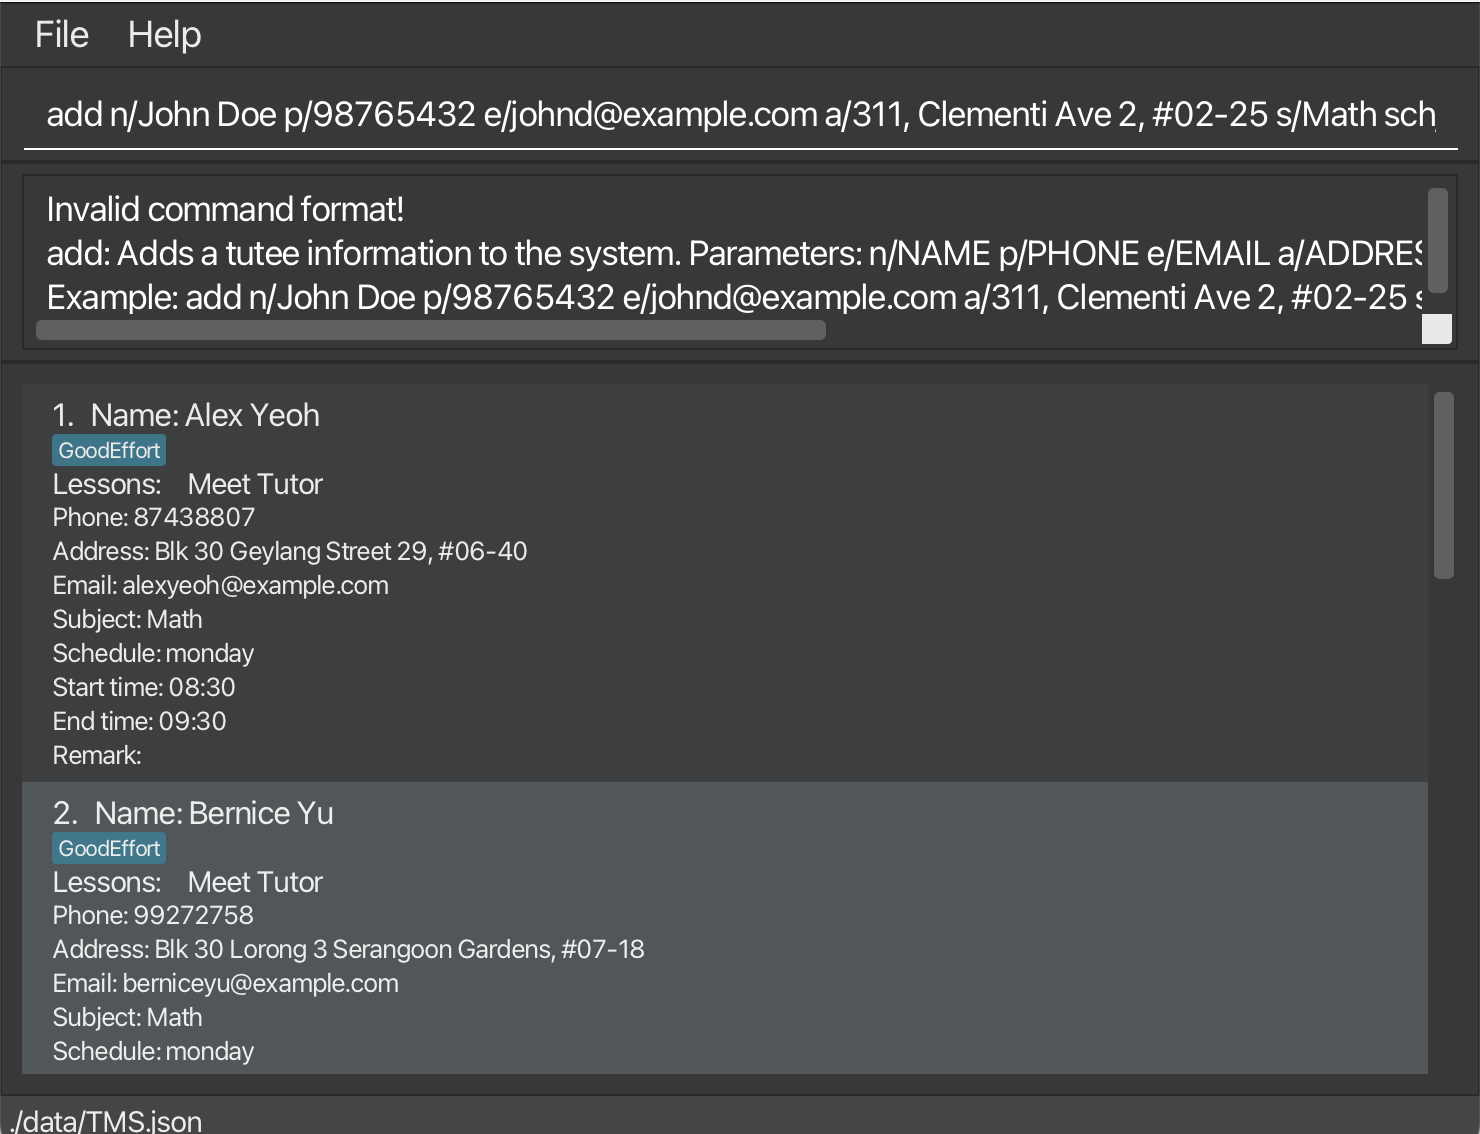 File Help
add n/John Doe p/98765432 e/johnd@example.com a/311, Clementi Ave 2, #02-25 s/Math sch
Invalid command format!
add: Adds a tutee information to the system. Parameters: n/NAME p/PHONE e/EMAIL a/ADDRES
Example: add n/John Doe p/98765432 e/johnd@example.com a/311, Clementi Ave 2, #02-25 s
1. Name: Alex Yeoh
GoodEffort
Lessons: Meet Tutor
Phone: 87438807
Address: Blk 30 Geylang Street 29, #06-40
Email: alexyeoh@example.com
Subject: Math
Schedule: monday
Start time: 08:30
End time: 09:30
Remark:
2. Name: Bernice Yu
GoodEffort
Lessons: Meet Tutor
Phone: 99272758
Address: Blk 30 Lorong 3 Serangoon Gardens, #07-18
Email: berniceyu@example.com
Subject: Math
Schedule: monday
./data/TMS.json